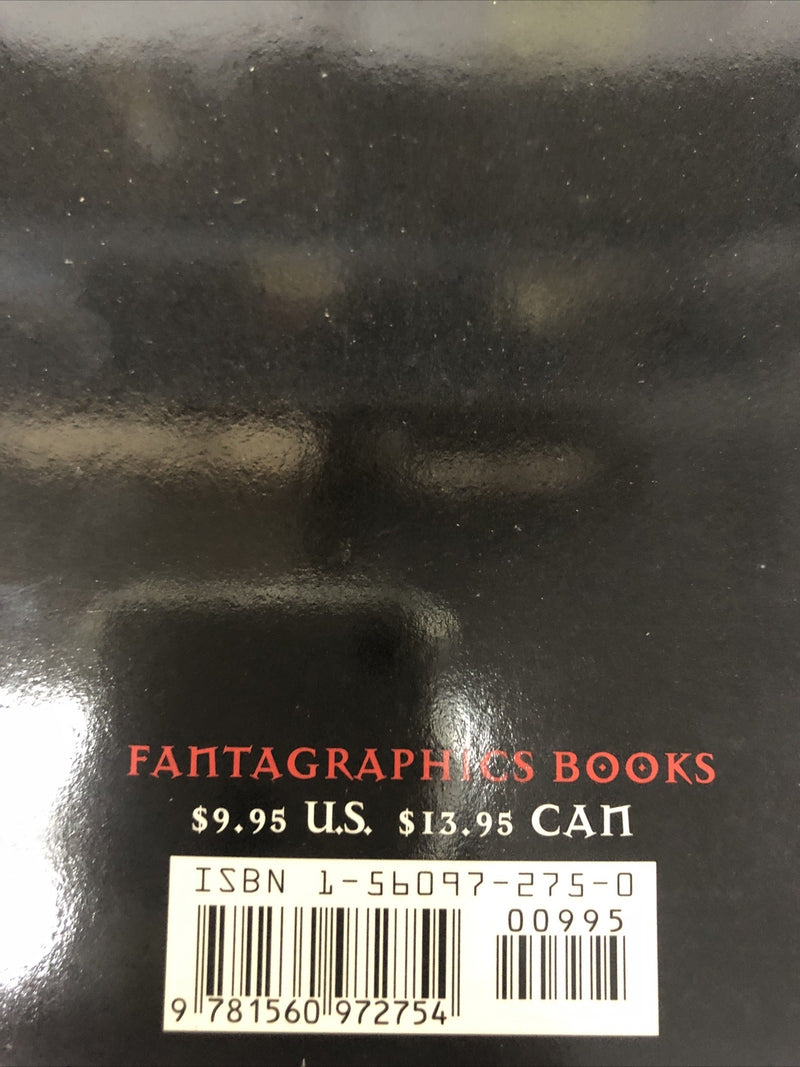 FANTAGRAPHICS BOOKS
$9.95 U.S. $13.95 CAN
ISBN 1-56097-275-0
00995
9 781560 972754